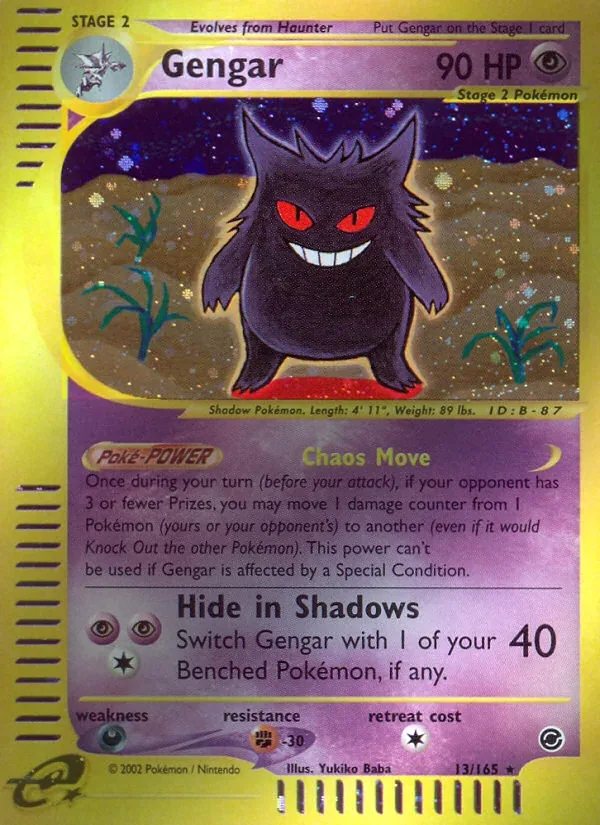 STAGE 2
Evolves from Haunter
Put Gengar on the Stage 1 card
Gengar
90 HP
Stage 2 Pokémon
Shadow Pokémon. Length: 4' 11", Weight: 89 lbs. ID:B-87
Poké-POWER
Chaos Move
Once during your turn (before your attack), if your opponent has
3 or fewer Prizes, you may move 1 damage counter from 1
Pokémon (yours or your opponent's) to another (even if it would
Knock Out the other Pokémon). This power can't
be used if Gengar is affected by a Special Condition.
Hide in Shadows
Switch Gengar with 1 of your
Benched Pokémon, if any.
40
weakness
resistance
retreat cost
-30
© 2002 Pokémon / Nintendo
Illus. Yukiko Baba
13/165 ★
e